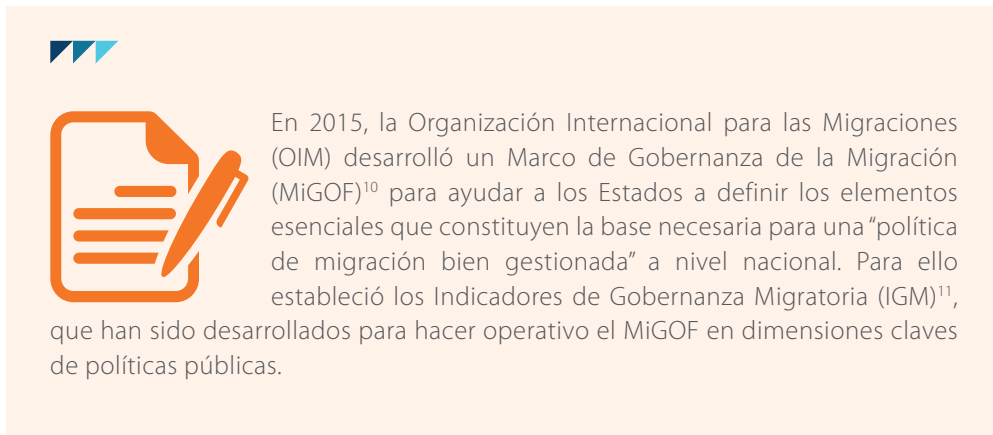 En 2015, la Organización Internacional para las Migraciones
(OIM) desarrolló un Marco de Gobernanza de la Migración
(MiGOF)¹⁰ para ayudar a los Estados a definir los elementos
esenciales que constituyen la base necesaria para una “política
de migración bien gestionada” a nivel nacional. Para ello
estableció los Indicadores de Gobernanza Migratoria (IGM)¹¹,
que han sido desarrollados para hacer operativo el MiGOF en dimensiones claves
de políticas públicas.